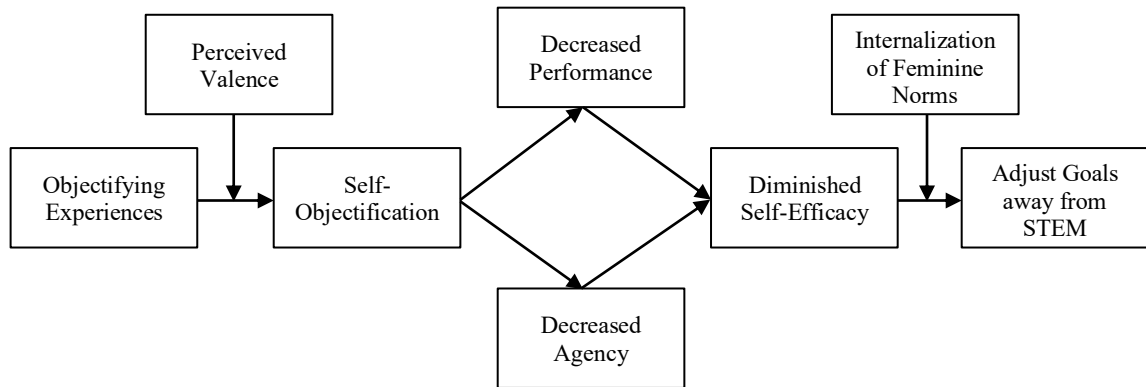 Perceived
Valence
Decreased
Performance
Internalization
of Feminine
Norms
Objectifying
Experiences
Self-
Objectification
Diminished
Self-Efficacy
Adjust Goals
away from
STEM
Decreased
Agency